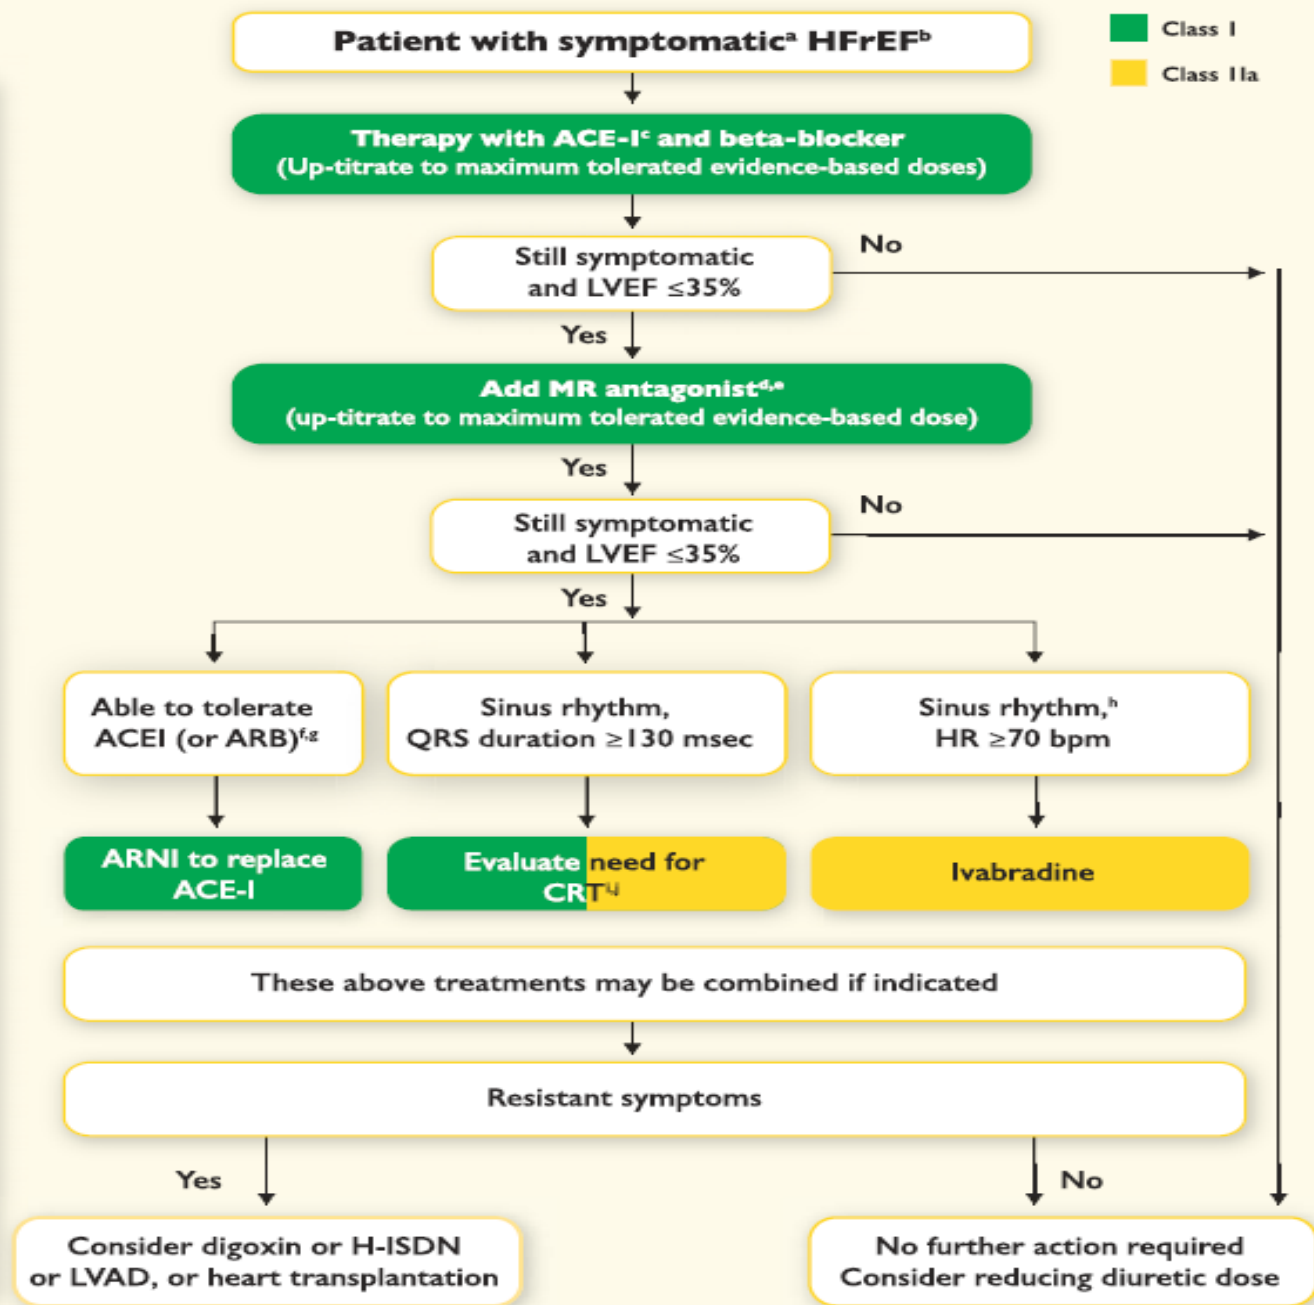 Patient with symptomaticᵃ HFrEFᵇ
Class I
Class IIa
Therapy with ACE-Iᶜ and beta-blocker
(Up-titrate to maximum tolerated evidence-based doses)
Still symptomatic
and LVEF ≤35%
No
Yes
Add MR antagonistᵈ,ᵉ
(up-titrate to maximum tolerated evidence-based dose)
Yes
Still symptomatic
and LVEF ≤35%
No
Yes
Able to tolerate
ACEI (or ARB)ᶠ,ᵍ
Sinus rhythm,
QRS duration ≥130 msec
Sinus rhythm,ʰ
HR ≥70 bpm
ARNI to replace
ACE-I
Evaluate need for
CRTⁱ,ʲ
Ivabradine
These above treatments may be combined if indicated
Resistant symptoms
Yes
No
Consider digoxin or H-ISDN
or LVAD, or heart transplantation
No further action required
Consider reducing diuretic dose